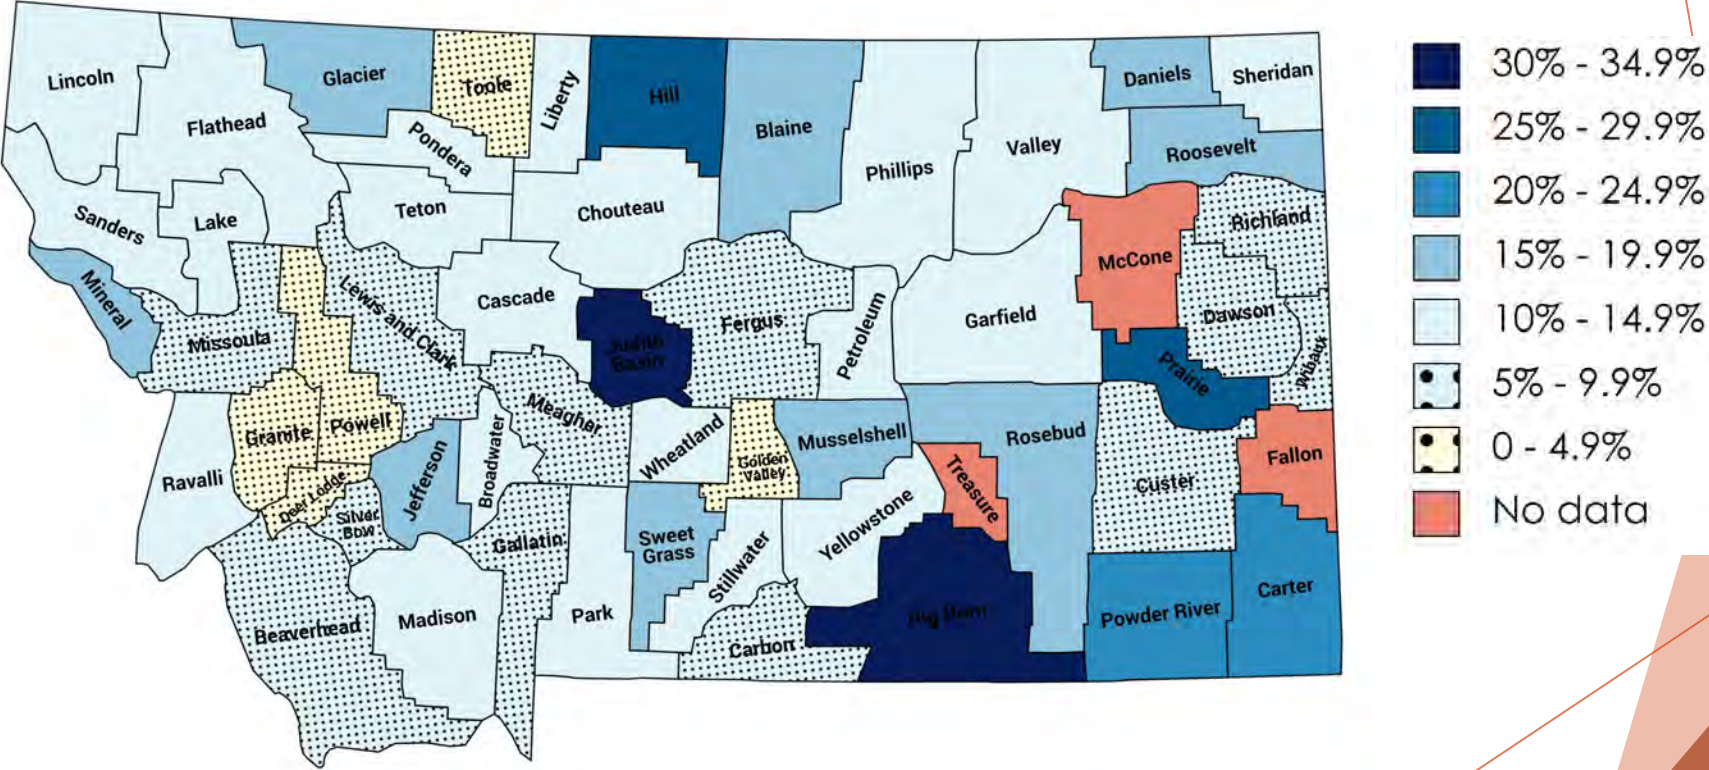 Lincoln
Flathead
Glacier
Toole
Liberty
Hill
Blaine
Phillips
Valley
Daniels
Sheridan
Roosevelt
Pondera
Teton
Chouteau
Sanders
Lake
Mineral
Missoula
Lewis and Clark
Cascade
Judith
Basin
Fergus
Petroleum
Garfield
McCone
Richland
Dawson
Wibaux
Prairie
Granite
Powell
Meagher
Wheatland
Golden
Valley
Musselshell
Rosebud
Treasure
Custer
Fallon
Ravalli
Deer Lodge
Silver
Bow
Jefferson
Broadwater
Gallatin
Sweet
Grass
Stillwater
Yellowstone
Beaverhead
Madison
Park
Carbon
Big Horn
Powder River
Carter
30% - 34.9%
25% - 29.9%
20% - 24.9%
15% - 19.9%
10% - 14.9%
5% - 9.9%
0 - 4.9%
No data